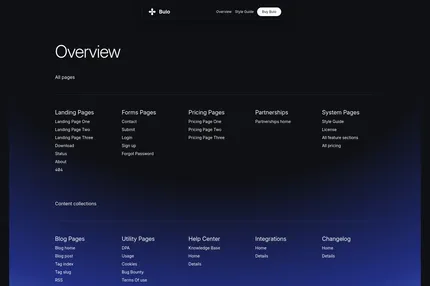 Bulo
Overview Style Guide Buy Bulo
Overview
All pages
Landing Pages
Landing Page One
Landing Page Two
Landing Page Three
Download
Status
About
404
Forms Pages
Contact
Submit
Login
Sign up
Forgot Password
Pricing Pages
Pricing Page One
Pricing Page Two
Pricing Page Three
Partnerships
Partnerships home
System Pages
Style Guide
License
All feature sections
All pricing
Content collections
Blog Pages
Blog home
Blog post
Tag index
Tag slug
RSS
Utility Pages
DPA
Usage
Cookies
Bug Bounty
Terms Of use
Help Center
Knowledge Base
Home
Details
Integrations
Home
Details
Changelog
Home
Details